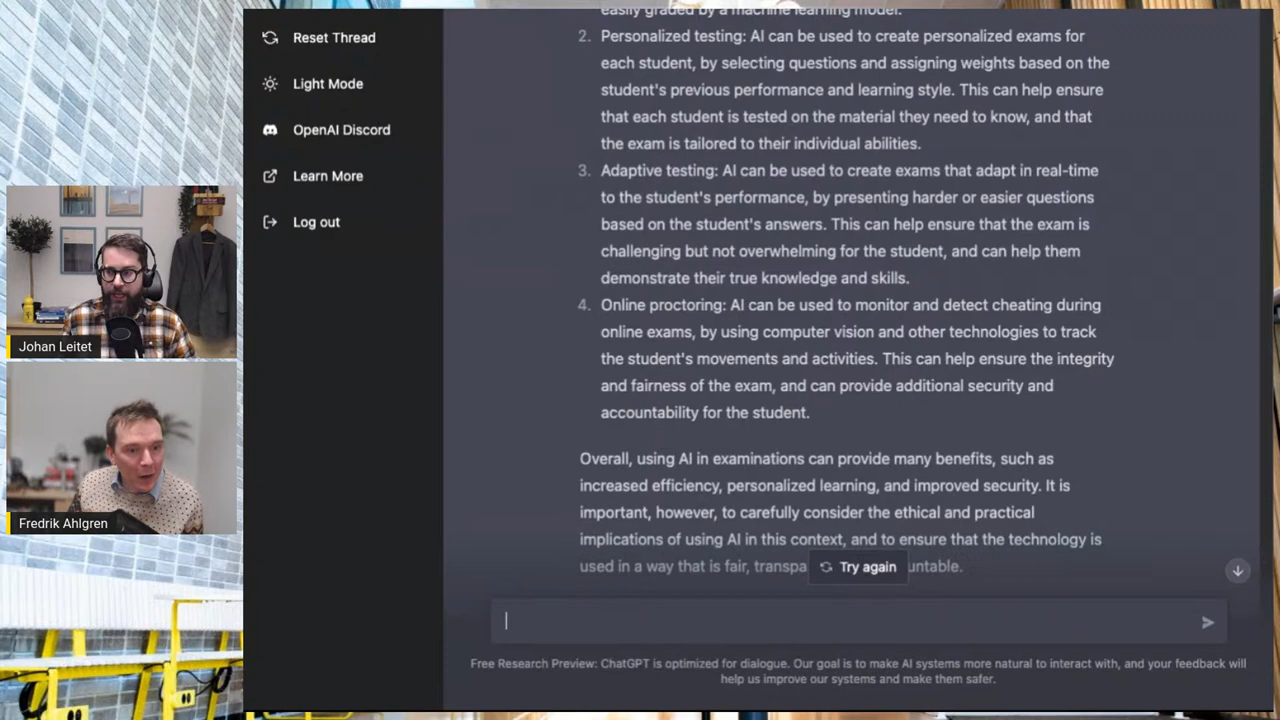 Reset Thread
Light Mode
OpenAI Discord
Learn More
Log out
Johan Leitet
Fredrik Ahlgren
easily graded by a machine learning model.
2. Personalized testing: AI can be used to create personalized exams for
each student, by selecting questions and assigning weights based on the
student's previous performance and learning style. This can help ensure
that each student is tested on the material they need to know, and that
the exam is tailored to their individual abilities.
3. Adaptive testing: AI can be used to create exams that adapt in real-time
to the student's performance, by presenting harder or easier questions
based on the student's answers. This can help ensure that the exam is
challenging but not overwhelming for the student, and can help them
demonstrate their true knowledge and skills.
4. Online proctoring: AI can be used to monitor and detect cheating during
online exams, by using computer vision and other technologies to track
the student's movements and activities. This can help ensure the integrity
and fairness of the exam, and can provide additional security and
accountability for the student.
Overall, using AI in examinations can provide many benefits, such as
increased efficiency, personalized learning, and improved security. It is
important, however, to carefully consider the ethical and practical
implications of using AI in this context, and to ensure that the technology is
used in a way that is fair, transpa untable.
Try again
Free Research Preview: ChatGPT is optimized for dialogue. Our goal is to make AI systems more natural to interact with, and your feedback will
help us improve our systems and make them safer.